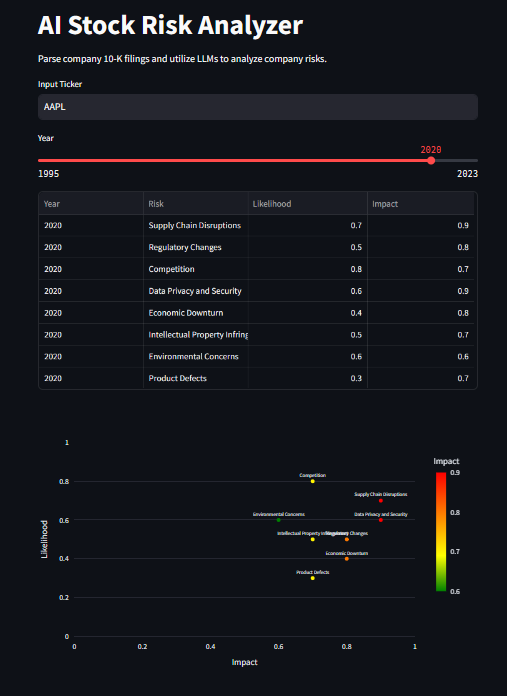 AI Stock Risk Analyzer
Parse company 10-K filings and utilize LLMs to analyze company risks.
Input Ticker
AAPL
Year
2020
1995 2023
Year Risk Likelihood Impact
2020 Supply Chain Disruptions 0.7 0.9
2020 Regulatory Changes 0.5 0.8
2020 Competition 0.8 0.7
2020 Data Privacy and Security 0.6 0.9
2020 Economic Downturn 0.4 0.8
2020 Intellectual Property Infring 0.5 0.7
2020 Environmental Concerns 0.6 0.6
2020 Product Defects 0.3 0.7
Impact
0.9
0.8
0.7
0.6
Likelihood
1
0.8
0.6
0.4
0.2
0
Competition
Supply Chain Disruptions
Environmental Concerns
Data Privacy and Security
Intellectual Property
Changes
Economic Downturn
Product Defects
0 0.2 0.4 0.6 0.8 1
Impact